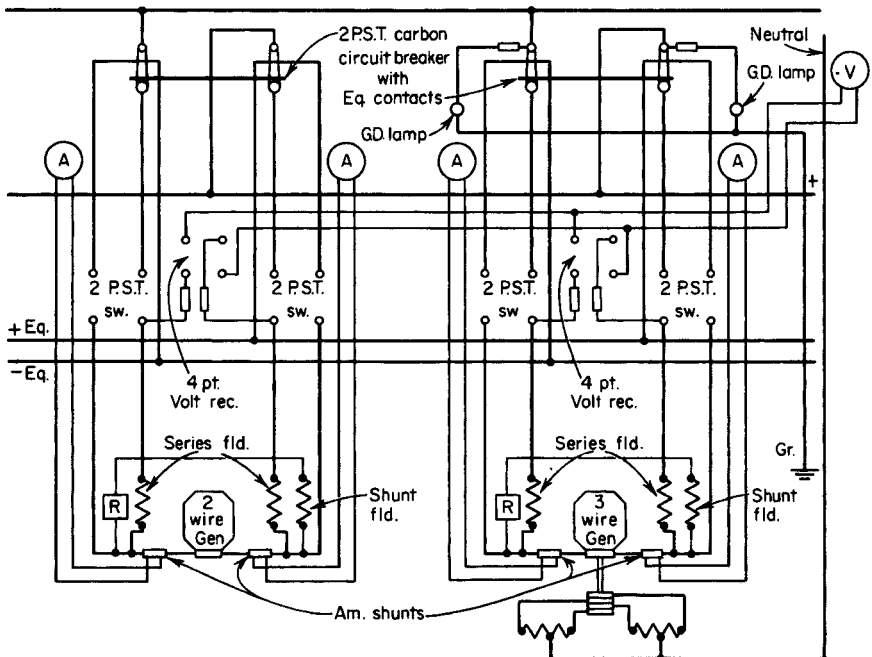 2 P.S.T. carbon
circuit breaker
with
Eq. contacts
Neutral
G.D. lamp
-V
G.D. lamp
A
A
A
A
+
2 P.S.T.
sw.
2 P.S.T.
sw.
2 P.S.T.
sw.
2 P.S.T.
sw.
+ Eq.
-Eq.
4 pt.
Volt rec.
4 pt.
Volt rec.
Series fld.
Series fld.
Gr.
R
2
wire
Gen
Shunt
fld.
R
3
wire
Gen
Shunt
fld.
Am. shunts